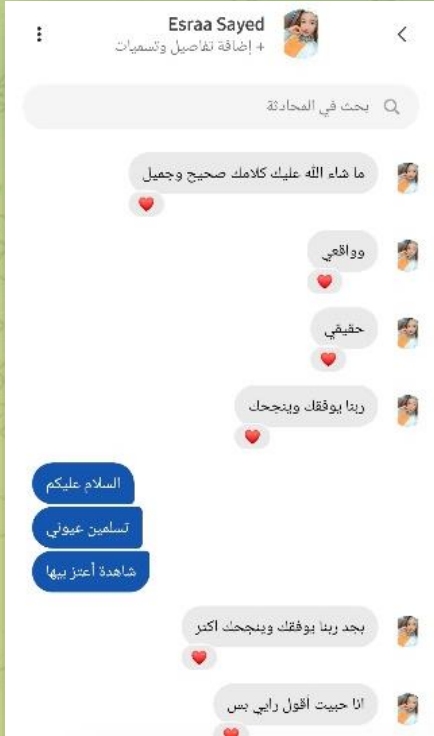 Esraa Sayed
+ إضافة تفاصيل وتسميات
بحث في المحادثة
ما شاء الله عليك كلامك صحيح وجميل
وواقعي
حقيقي
ربنا يوفقك وينجحك
السلام عليكم
تسلمين عيوني
شاهدة أعتز بيها
بجد ربنا يوفقك وينجحك اكتر
انا حبيت أقول رايي بس